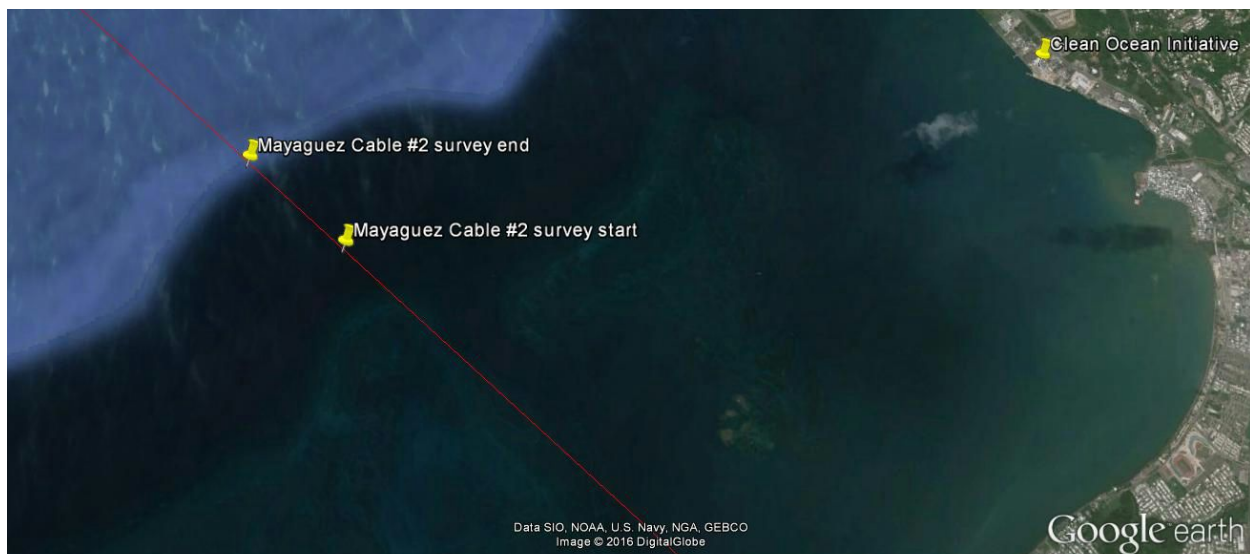 Clean Ocean Initiative
Mayaguez Cable #2 survey end
Mayaguez Cable #2 survey start
Data SIO, NOAA, U.S. Navy, NGA, GEBCO
Image © 2016 DigitalGlobe
Google earth